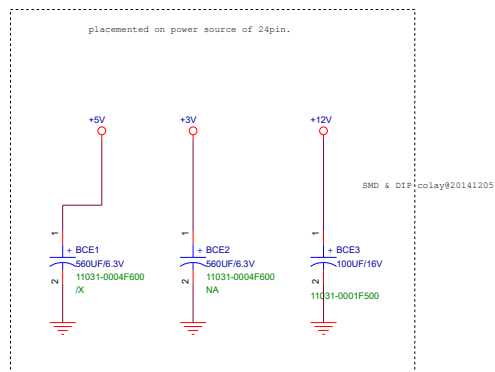 placemented on power source of 24pin.
+5V
+3V
+12V
SMD & DIP colay@20141205
1
+ BCE1
560UF/6.3V
2
11031-0004F600
/X
1
+ BCE2
560UF/6.3V
2
11031-0004F600
NA
1
+ BCE3
100UF/16V
2
11031-0001F500